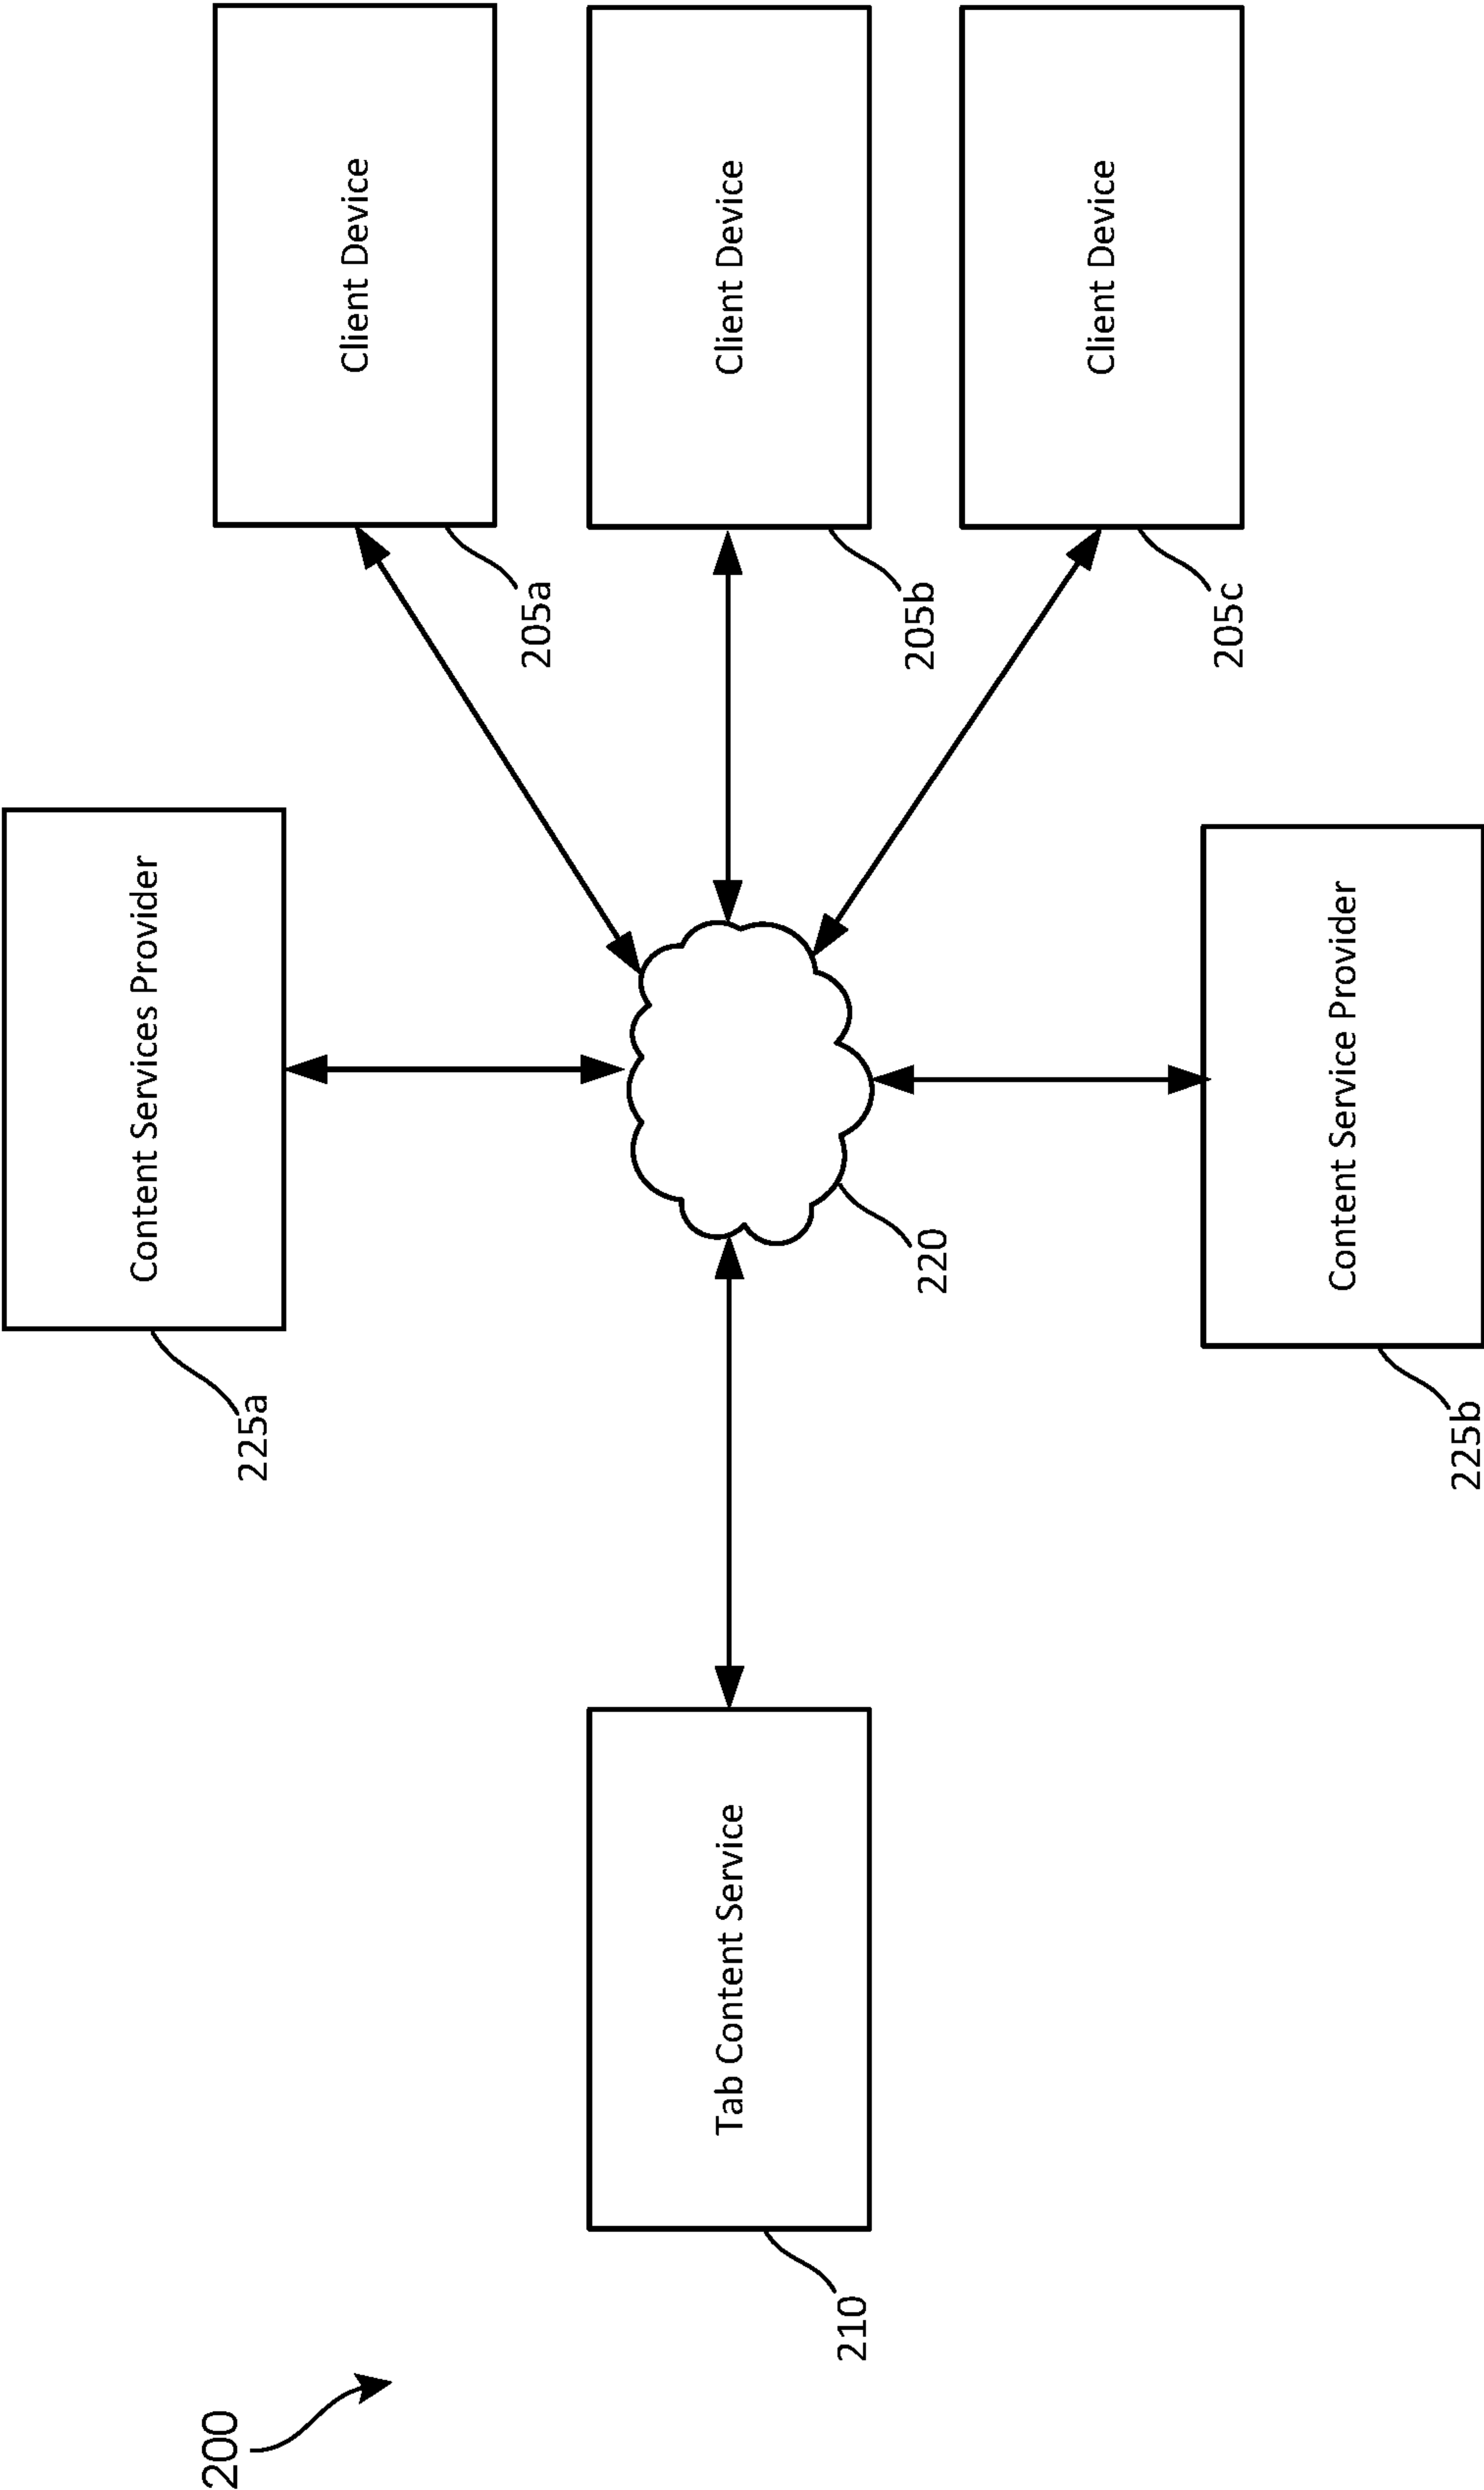 200
Content Services Provider
225a
Client Device
205a
Tab Content Service
210
220
Client Device
205b
Client Device
205c
Content Service Provider
225b